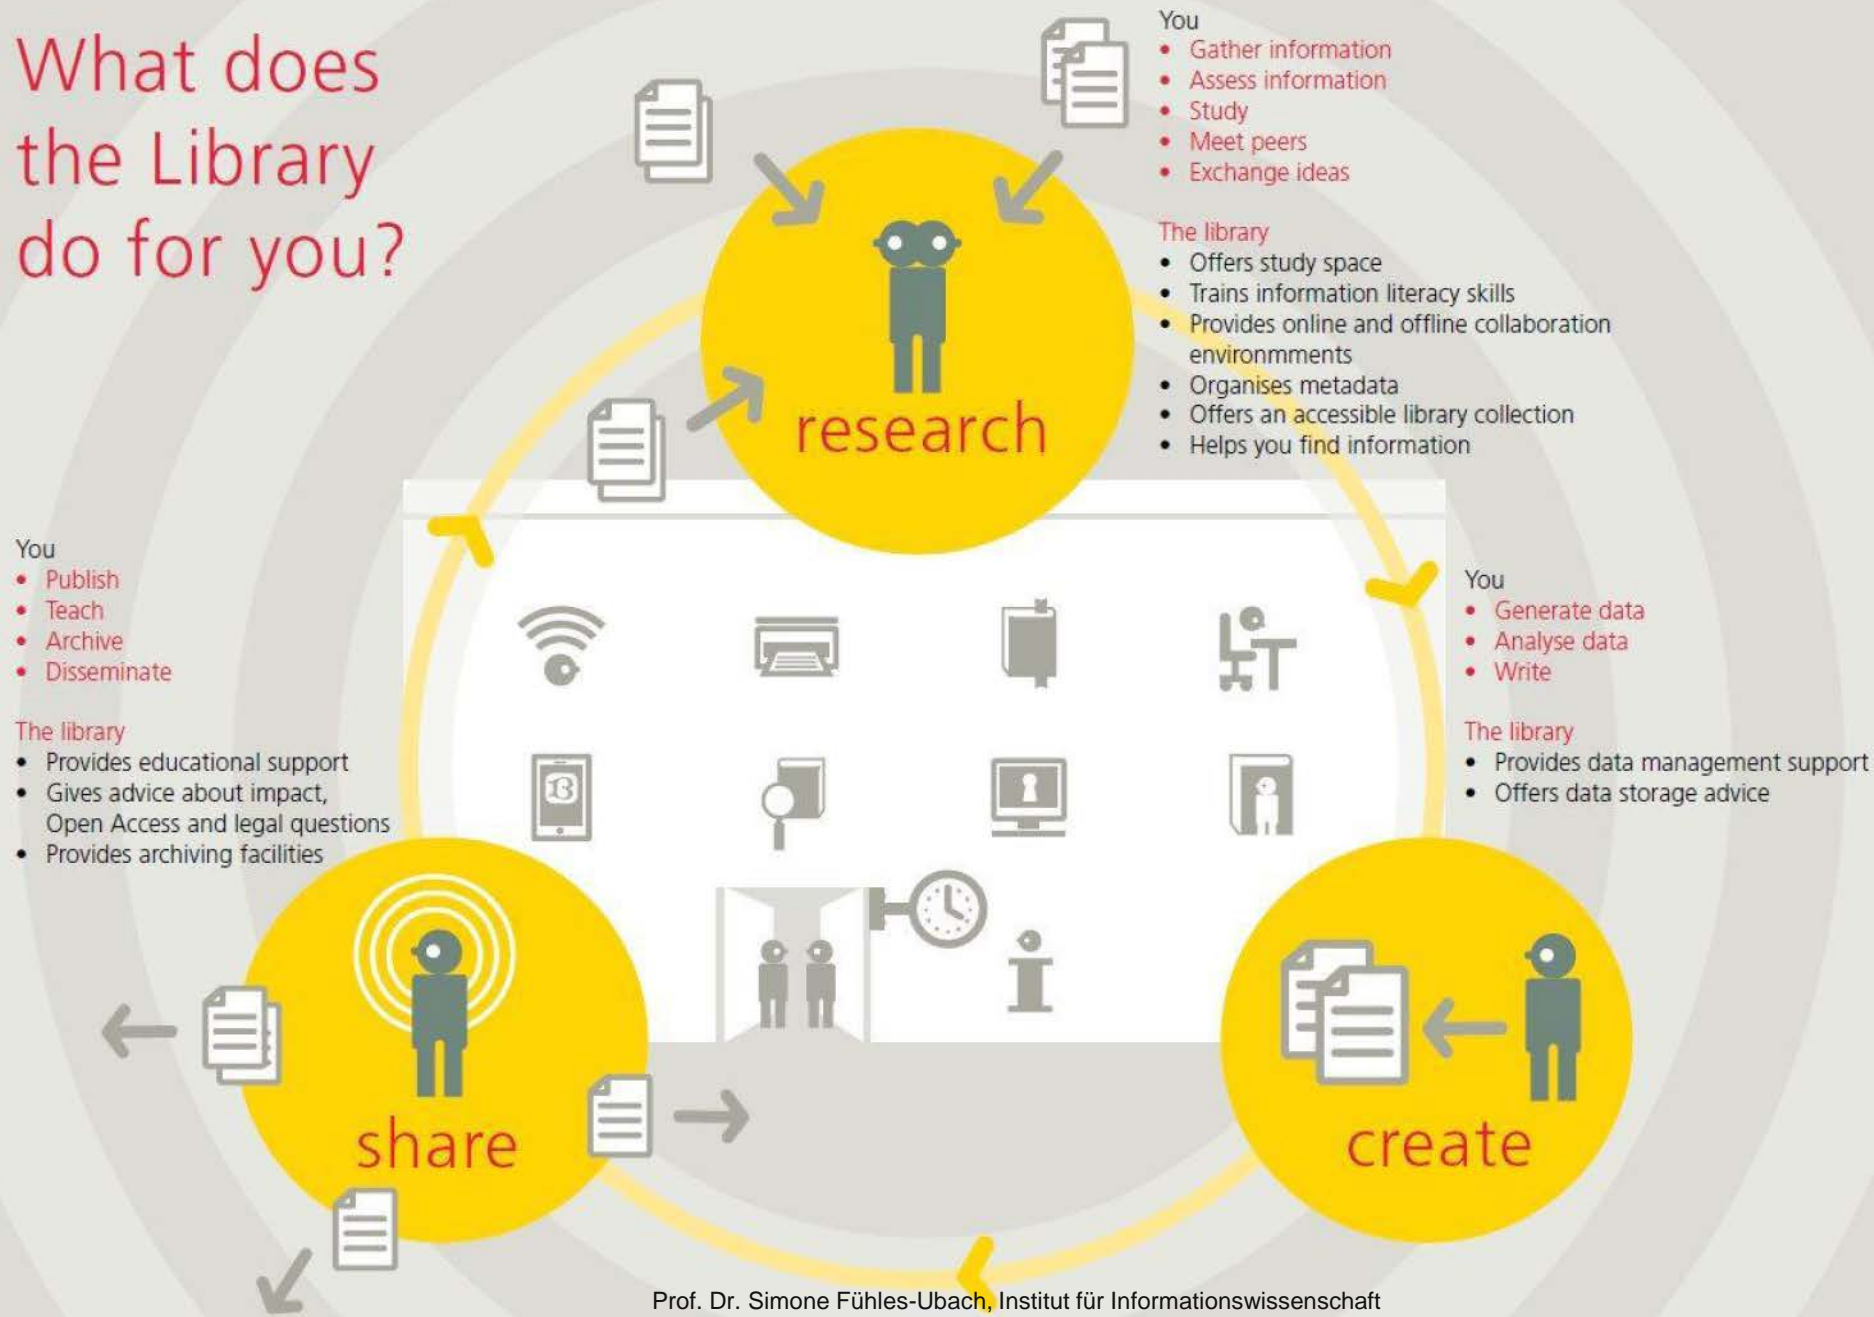 What does
the Library
do for you?
You
• Gather information
• Assess information
• Study
• Meet peers
• Exchange ideas
The library
• Offers study space
• Trains information literacy skills
• Provides online and offline collaboration
environmments
• Organises metadata
• Offers an accessible library collection
• Helps you find information
research
You
• Generate data
• Analyse data
• Write
The library
• Provides data management support
• Offers data storage advice
create
You
• Publish
• Teach
• Archive
• Disseminate
The library
• Provides educational support
• Gives advice about impact,
Open Access and legal questions
• Provides archiving facilities
share
Prof. Dr. Simone Fühles-Ubach, Institut für Informationswissenschaft